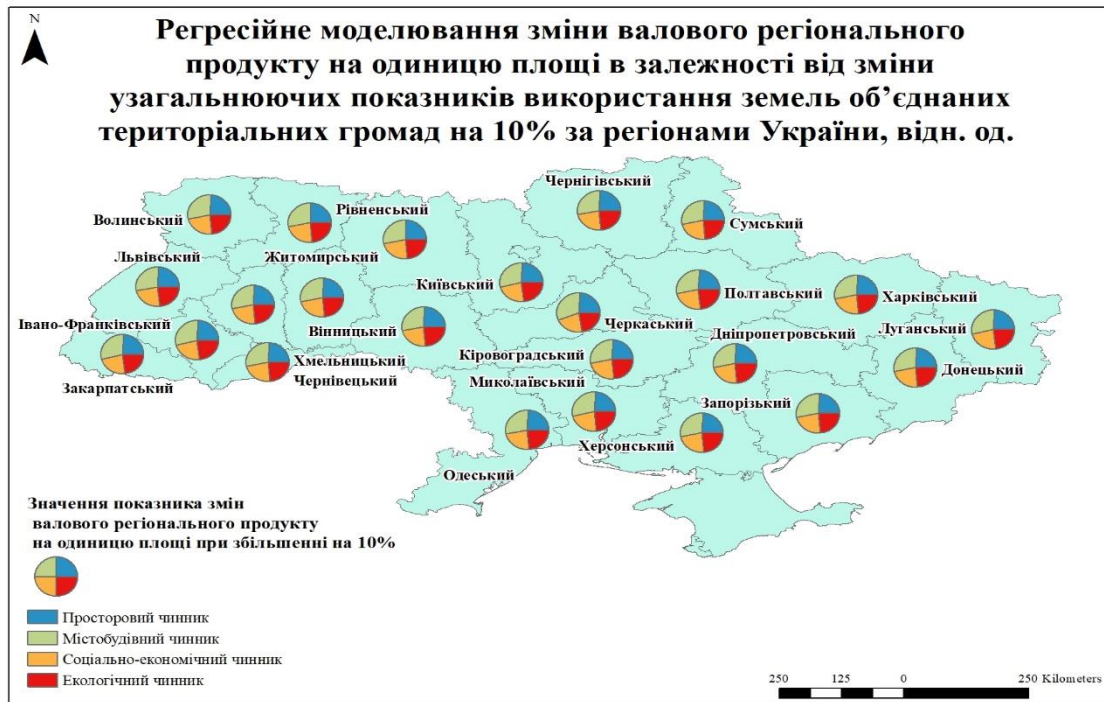 N
Регресійне моделювання зміни валового регіонального
продукту на одиницю площі в залежності від зміни
узагальнюючих показників використання земель об’єднаних
територіальних громад на 10% за регіонами України, відн. од.
Чернігівський
Волинський
Рівненський
Сумський
Львівський
Житомирський
Київський
Полтавський
Харківський
Івано-Франківський
Вінницький
Черкаський
Дніпропетровський
Луганський
Закарпатський
Хмельницький
Чернівецький
Кіровоградський
Донецький
Миколаївський
Запорізький
Херсонський
Одеський
Значення показника змін
валового регіонального продукту
на одиницю площі при збільшенні на 10%
Просторовий чинник
Містобудівний чинник
Соціально-економічний чинник
Екологічний чинник
250 125 0 250 Kilometers